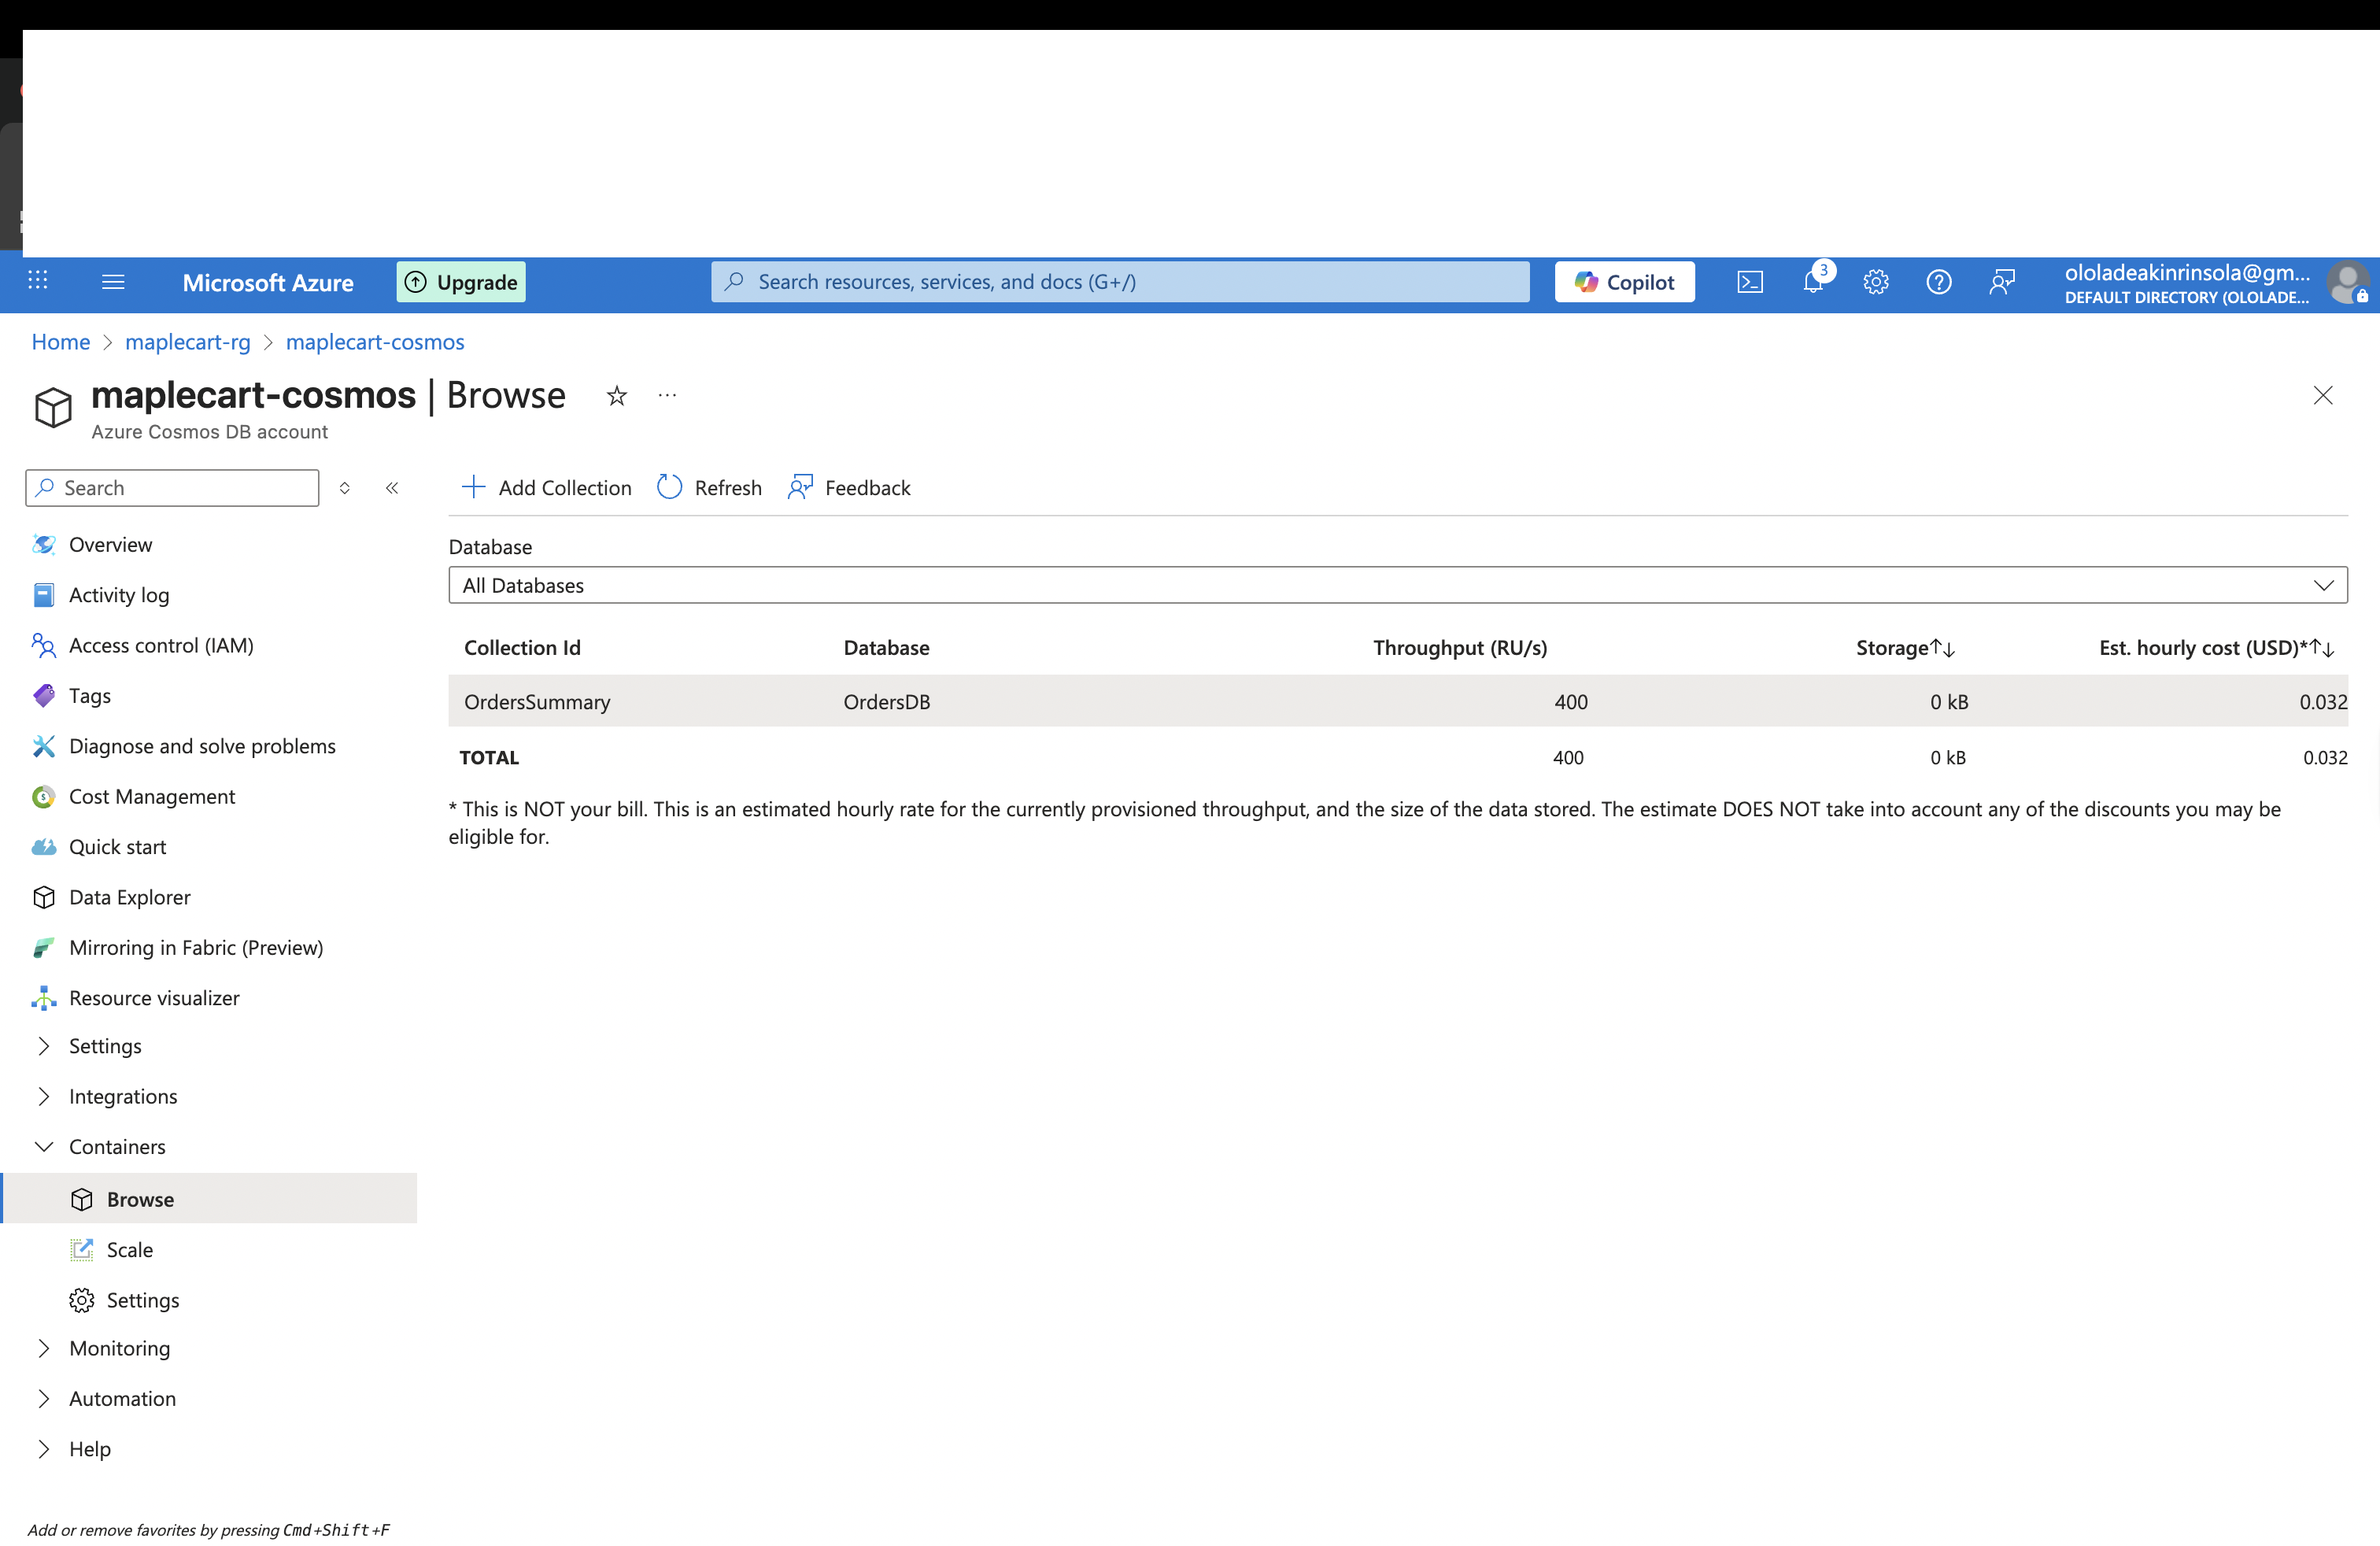 Microsoft Azure
Upgrade
Search resources, services, and docs (G+/)
Copilot
3
ololadeakinrinsola@gm...
DEFAULT DIRECTORY (OLOLADE...
Home > maplecart-rg > maplecart-cosmos
maplecart-cosmos | Browse
Azure Cosmos DB account
Search
Overview
Activity log
Access control (IAM)
Tags
Diagnose and solve problems
Cost Management
Quick start
Data Explorer
Mirroring in Fabric (Preview)
Resource visualizer
Settings
Integrations
Containers
Browse
Scale
Settings
Monitoring
Automation
Help
Add or remove favorites by pressing Cmd+Shift+F
Add Collection Refresh Feedback
Database
All Databases
Collection Id Database Throughput (RU/s) Storage↑↓ Est. hourly cost (USD)*↑↓
OrdersSummary OrdersDB 400 0 kB 0.032
TOTAL 400 0 kB 0.032
* This is NOT your bill. This is an estimated hourly rate for the currently provisioned throughput, and the size of the data stored. The estimate DOES NOT take into account any of the discounts you may be
eligible for.